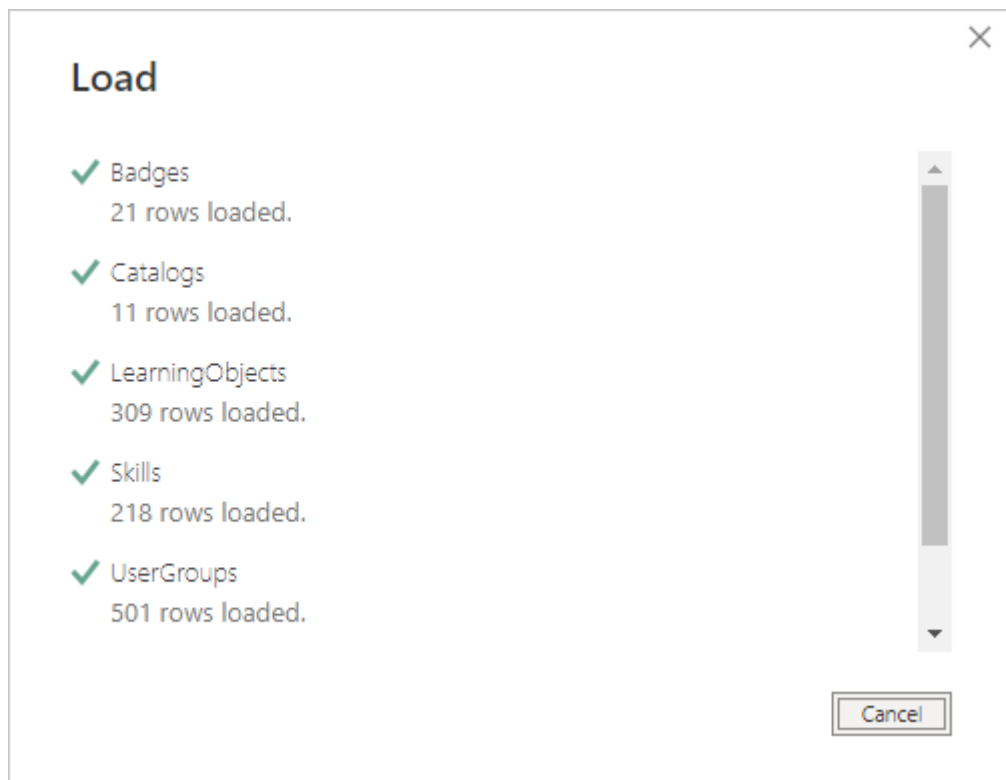 Load
Badges
21 rows loaded.
Catalogs
11 rows loaded.
LearningObjects
309 rows loaded.
Skills
218 rows loaded.
UserGroups
501 rows loaded.
Cancel